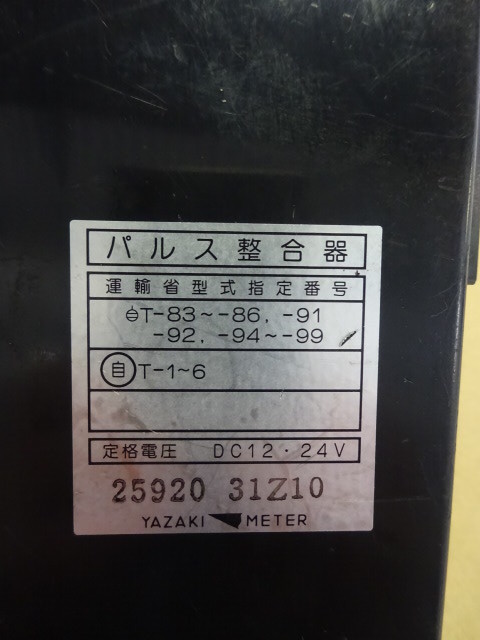 パルス整合器
運輸省型式指定番号
T-83~-86, -91
-92, -94~-99
自T-1~6
定格電圧 DC12・24V
25920 31Z10
YAZAKI METER